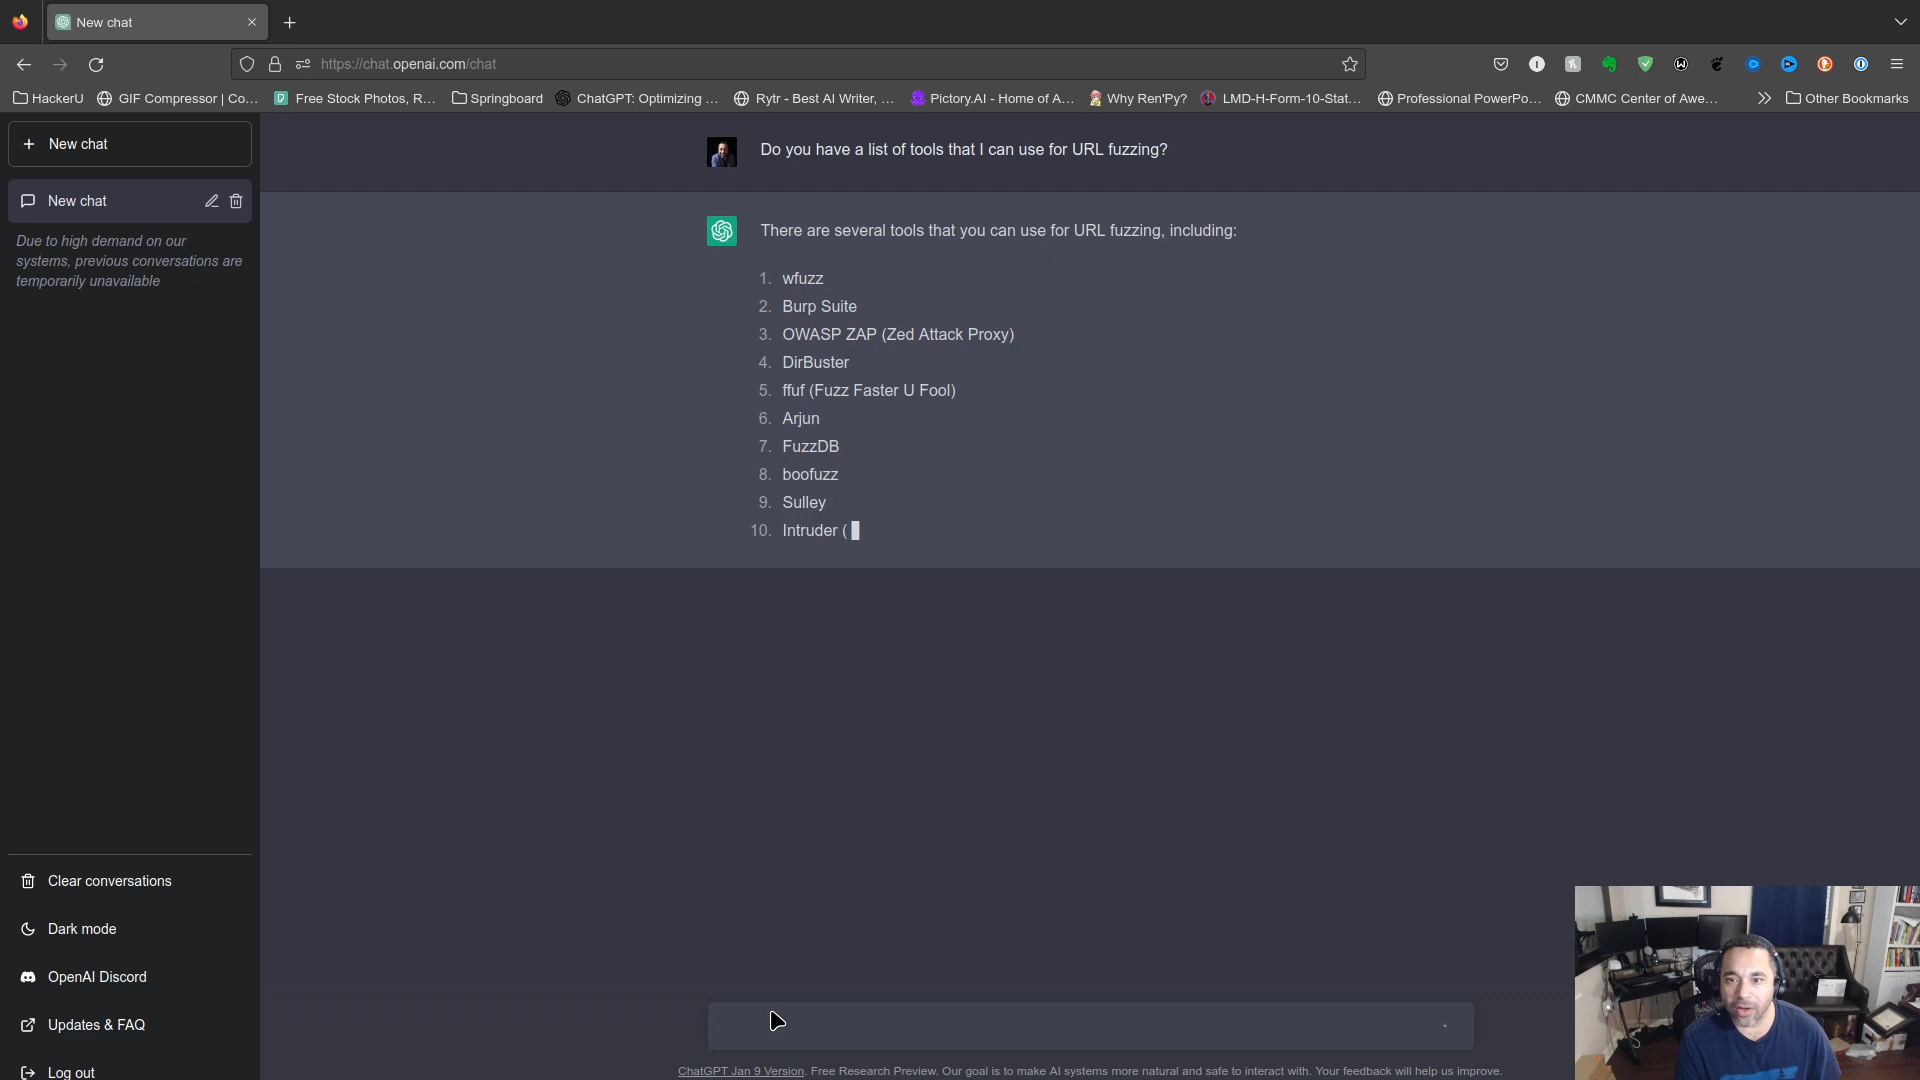 New chat
https://chat.openai.com/chat
HackerU
GIF Compressor | Co...
Free Stock Photos, R...
Springboard
ChatGPT: Optimizing ...
Rytr - Best AI Writer, ...
Pictory.AI - Home of A...
Why Ren'Py?
LMD-H-Form-10-Stat...
Professional PowerPo...
CMMC Center of Awe...
Other Bookmarks
New chat
New chat
Due to high demand on our
systems, previous conversations are
temporarily unavailable
Do you have a list of tools that I can use for URL fuzzing?
There are several tools that you can use for URL fuzzing, including:
1. wfuzz
2. Burp Suite
3. OWASP ZAP (Zed Attack Proxy)
4. DirBuster
5. ffuf (Fuzz Faster U Fool)
6. Arjun
7. FuzzDB
8. boofuzz
9. Sulley
10. Intruder (
Clear conversations
Dark mode
OpenAI Discord
Updates & FAQ
Log out
ChatGPT Jan 9 Version. Free Research Preview. Our goal is to make AI systems more natural and safe to interact with. Your feedback will help us improve.